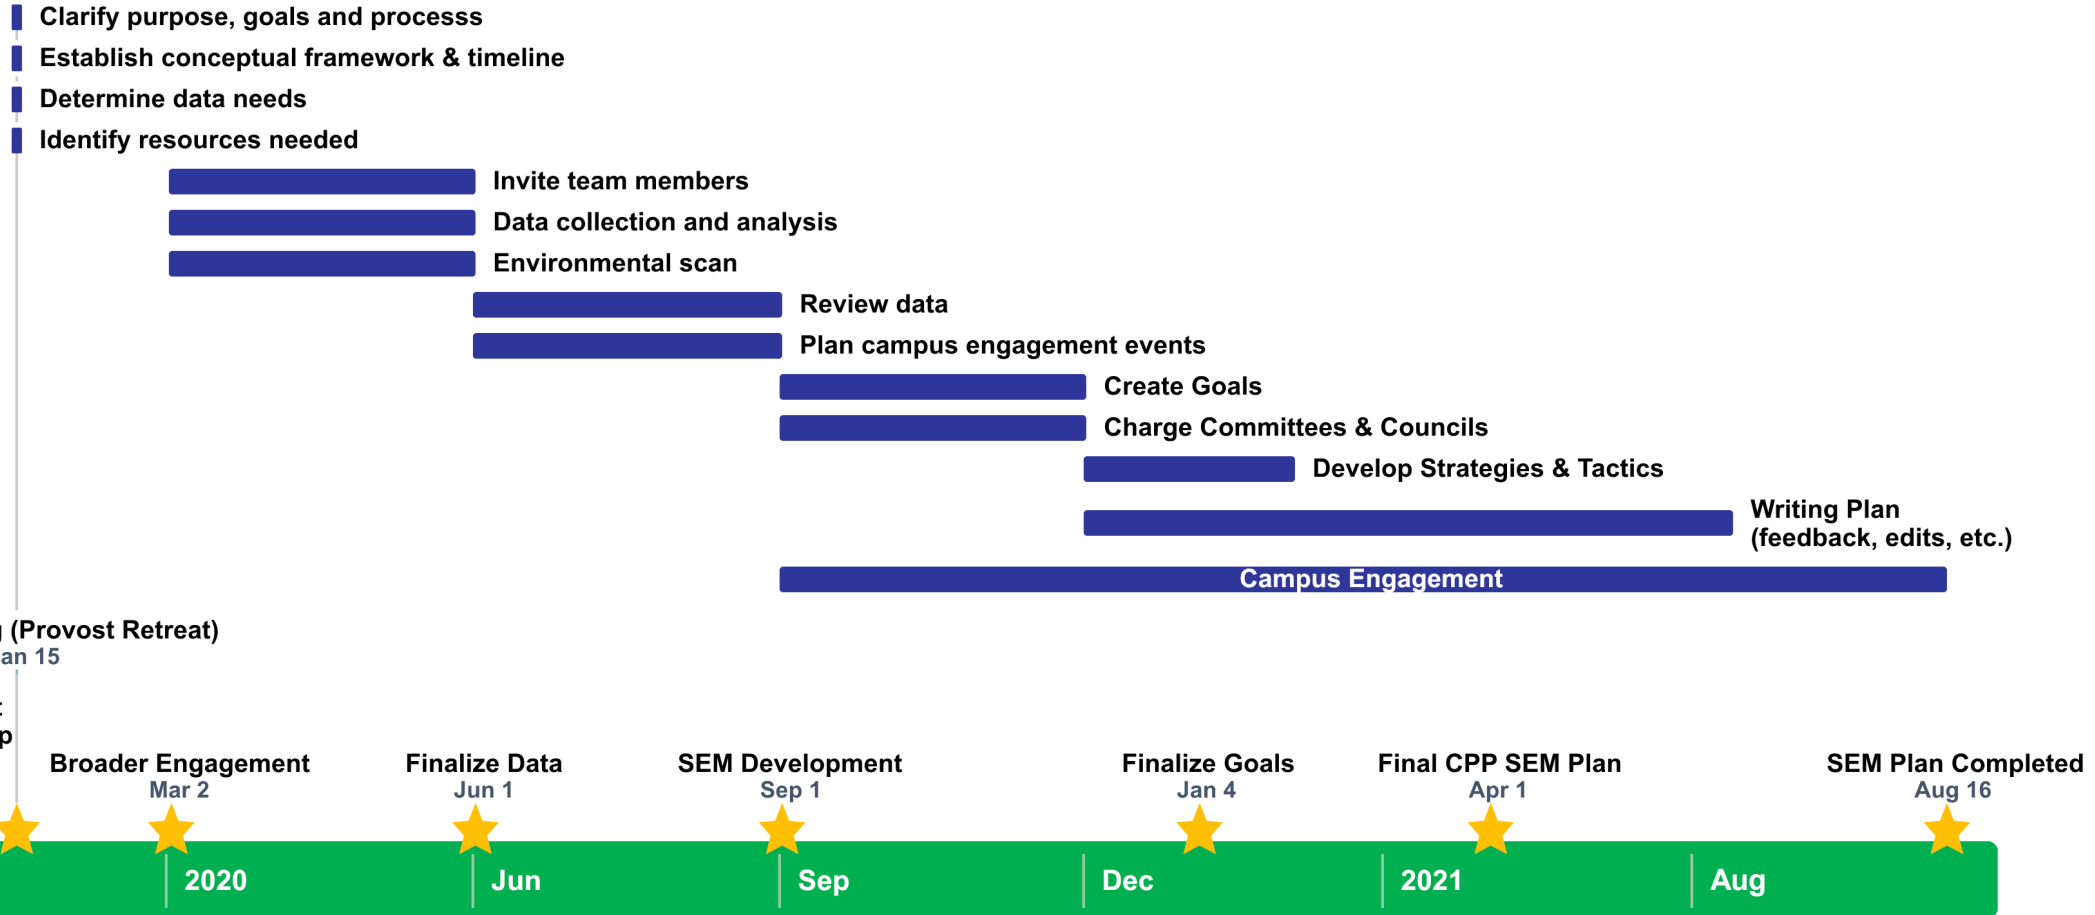 Clarify purpose, goals and processs
Establish conceptual framework & timeline
Determine data needs
Identify resources needed
Invite team members
Data collection and analysis
Environmental scan
Review data
Plan campus engagement events
Create Goals
Charge Committees & Councils
Develop Strategies & Tactics
Writing Plan
(feedback, edits, etc.)
Campus Engagement
(Provost Retreat)
an 15
p
Broader Engagement
Mar 2
Finalize Data
Jun 1
SEM Development
Sep 1
Finalize Goals
Jan 4
Final CPP SEM Plan
Apr 1
SEM Plan Completed
Aug 16
2020
Jun
Sep
Dec
2021
Aug